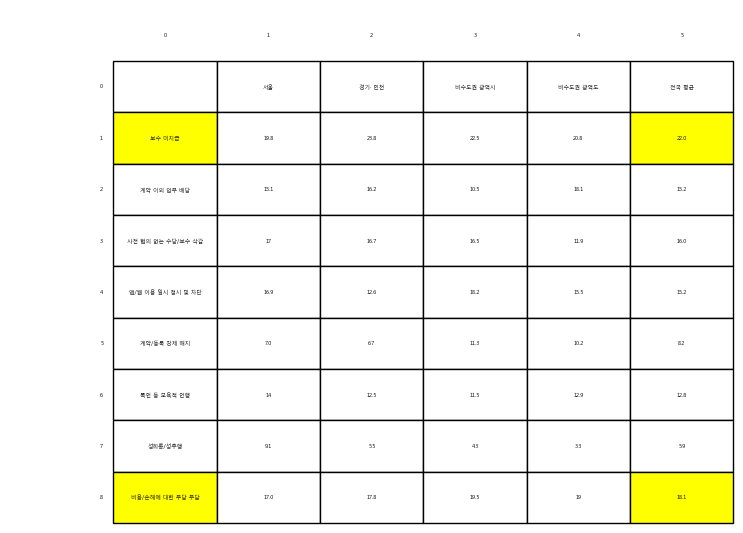 0 1 2 3 4 5
0 서울 경기·인천 비수도권 광역시 비수도권 광역도 전국 평균
1 보수 미지급 19.8 23.8 22.5 20.8 22.0
2 계약 이외 업무 배당 15.1 16.2 10.5 18.1 15.2
3 사전 협의 없는 수당/보수 삭감 17 16.7 16.5 11.9 16.0
4 앱/웹 이용 일시 정지 및 차단 16.9 12.6 18.2 15.5 15.2
5 계약/등록 강제 해지 7.0 6.7 11.3 10.2 8.2
6 폭언 등 모욕적 언행 14 12.5 11.5 12.9 12.8
7 성희롱/성추행 9.1 5.5 4.3 3.3 5.9
8 비용/손해에 대한 부당 부담 17.0 17.8 19.5 19 18.1